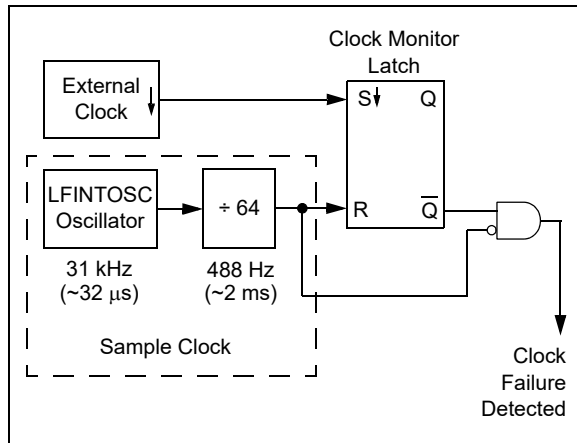 Clock Monitor
Latch
External
Clock
S
Q
LFINTOSC
Oscillator
÷ 64
R
Q̅
31 kHz
(~32 μs)
488 Hz
(~2 ms)
Sample Clock
Clock
Failure
Detected